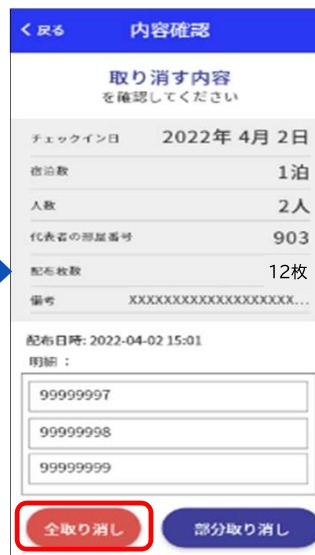 < 戻る 内容確認
取り消す内容
を確認してください
チェックイン日 2022年 4月 2日
宿泊数 1泊
人数 2人
代表者の部屋番号 903
配布枚数 12枚
備考 XXXXXXXXXXXXXXXXXXX...
配布日時: 2022-04-02 15:01
明細 :
99999997
99999998
99999999
全取り消し 部分取り消し